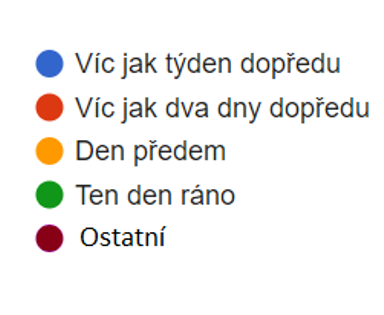 Víc jak týden dopředu
Víc jak dva dny dopředu
Den předem
Ten den ráno
Ostatní